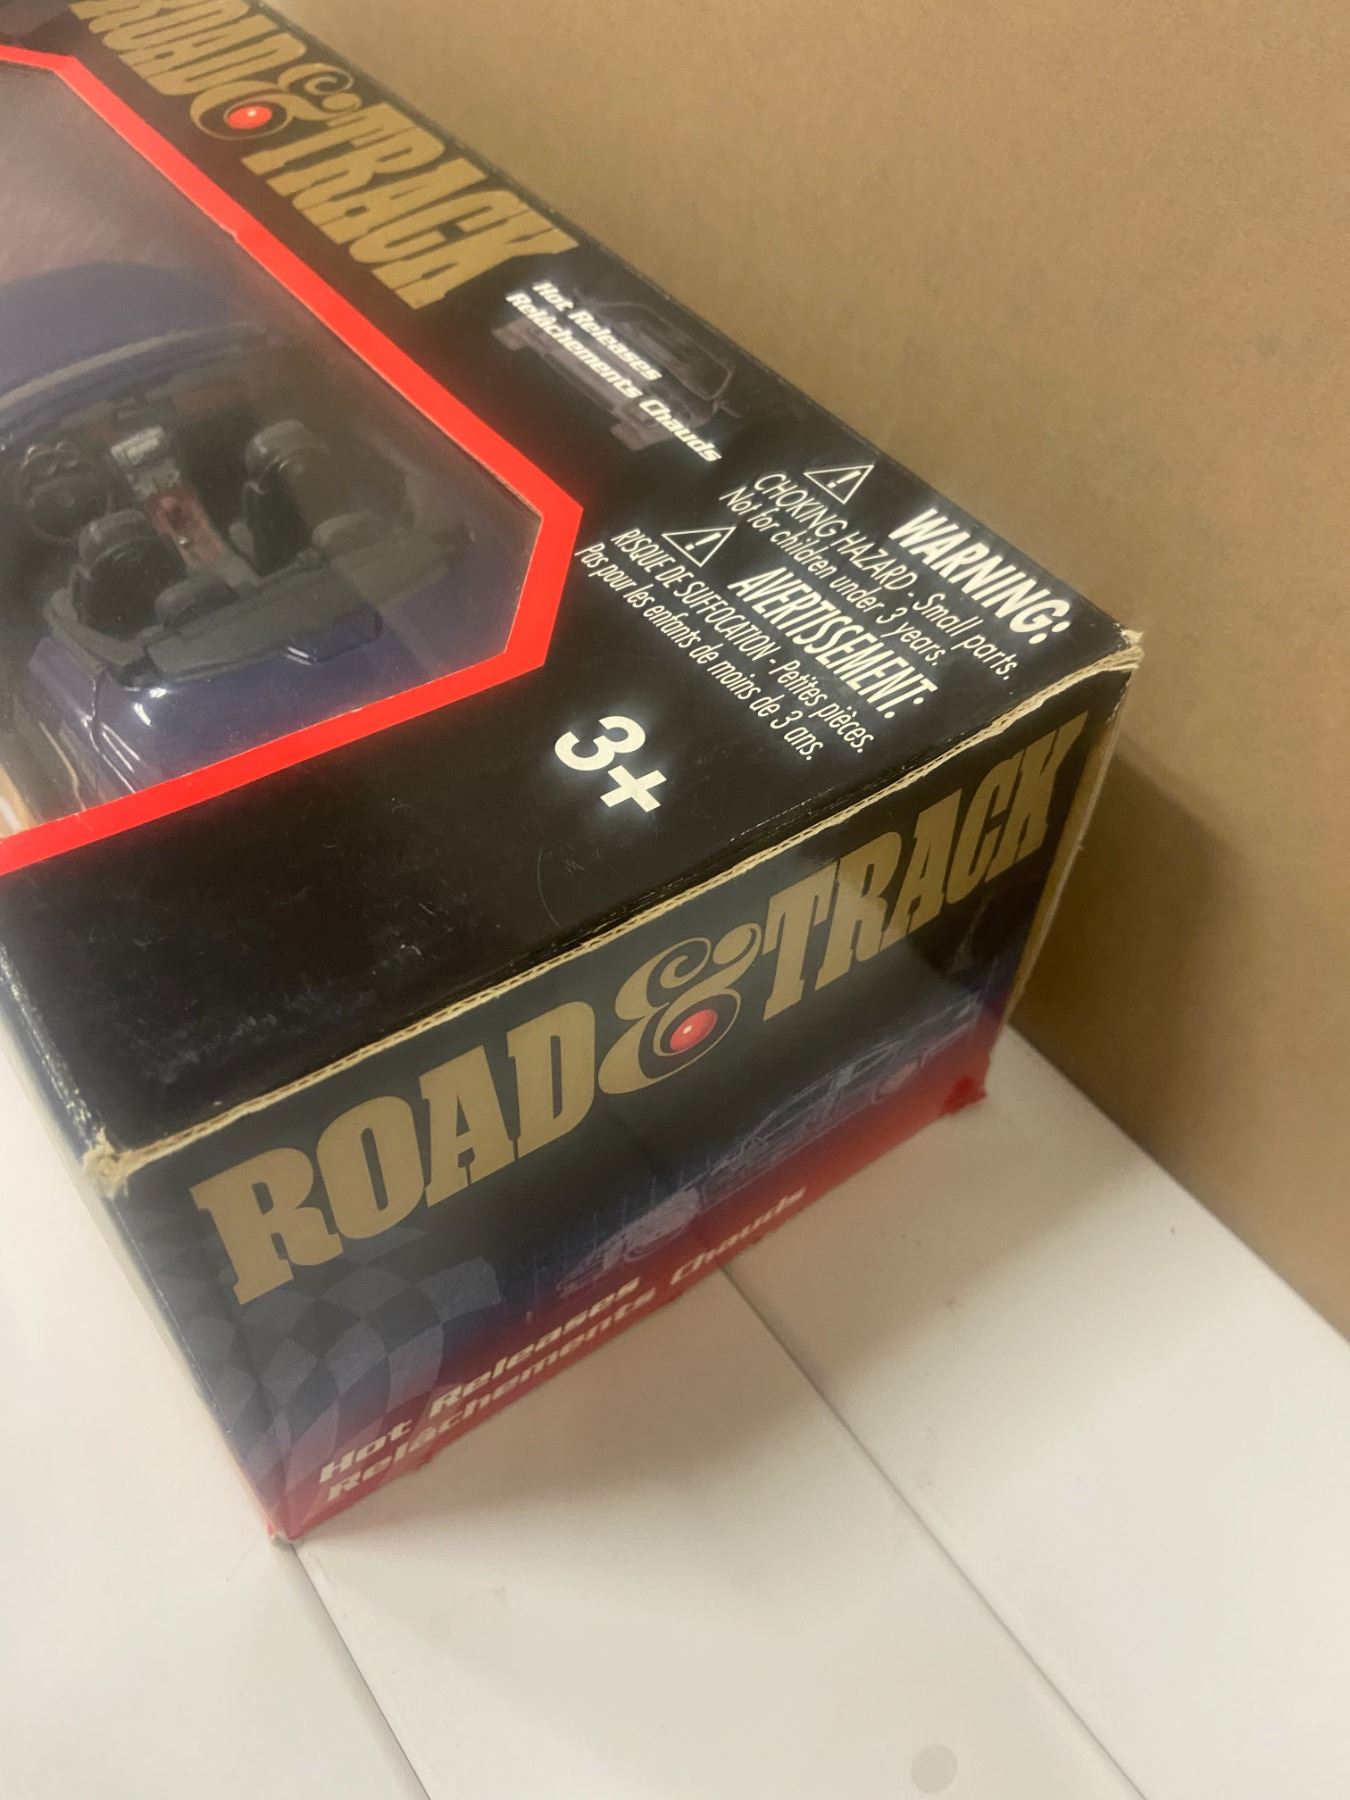 ROAD & TRACK
Hot Releases
Relâchements Chauds
WARNING:
CHOKING HAZARD - Small parts.
Not for children under 3 years.
AVERTISSEMENT:
RISQUE DE SUFFOCATION - Petites pièces.
Pas pour les enfants de moins de 3 ans.
3+
ROAD & TRACK
Hot Releases
Relâchements Chauds